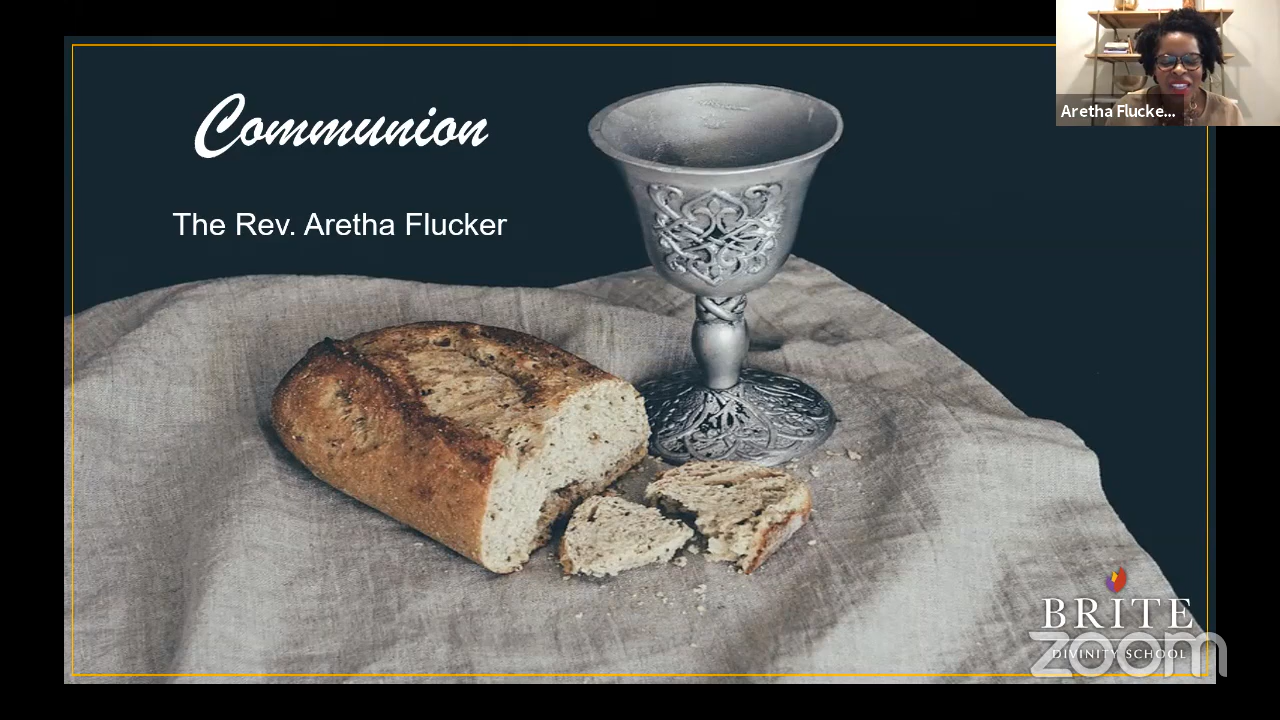 Communion
The Rev. Aretha Flucker
Aretha Flucke...
BRITE
DIVINITY SCHOOL
zoom